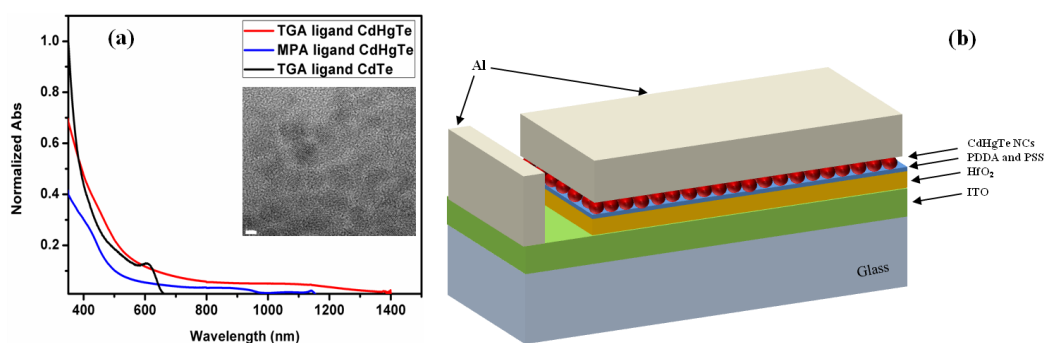 (a)
TGA ligand CdHgTe
MPA ligand CdHgTe
TGA ligand CdTe
Normalized Abs
1.0
0.8
0.6
0.4
0.2
400
600
800
1000
1200
1400
Wavelength (nm)
(b)
Al
CdHgTe NCs
PDDA and PSS
HfO₂
ITO
Glass